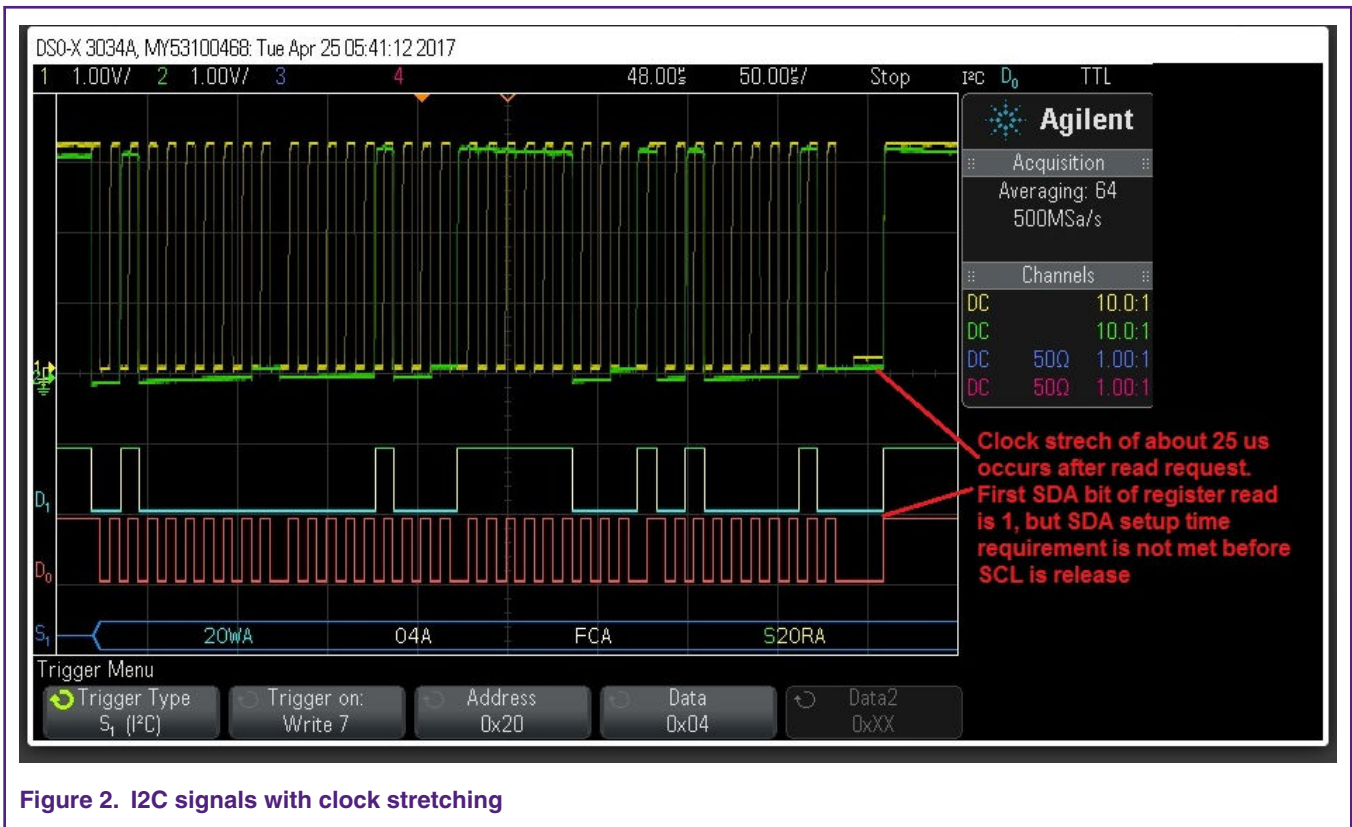 DSO-X 3034A, MY53100468: Tue Apr 25 05:41:12 2017
1 1.00V/ 2 1.00V/ 3 4 48.00㎲ 50.00㎲/ Stop I²C D₀ TTL
Agilent
Acquisition
Averaging: 64
500MSa/s
Channels
DC 10.0:1
DC 10.0:1
DC 50Ω 1.00:1
DC 50Ω 1.00:1
Clock strech of about 25 us
occurs after read request.
First SDA bit of register read
is 1, but SDA setup time
requirement is not met before
SCL is release
D₁
D₀
S₁ 20WA 04A FCA S20RA
Trigger Menu
Trigger Type Trigger on: Address Data Data2
S₁ (I²C) Write 7 0x20 0x04 0xXX
Figure 2. I2C signals with clock stretching